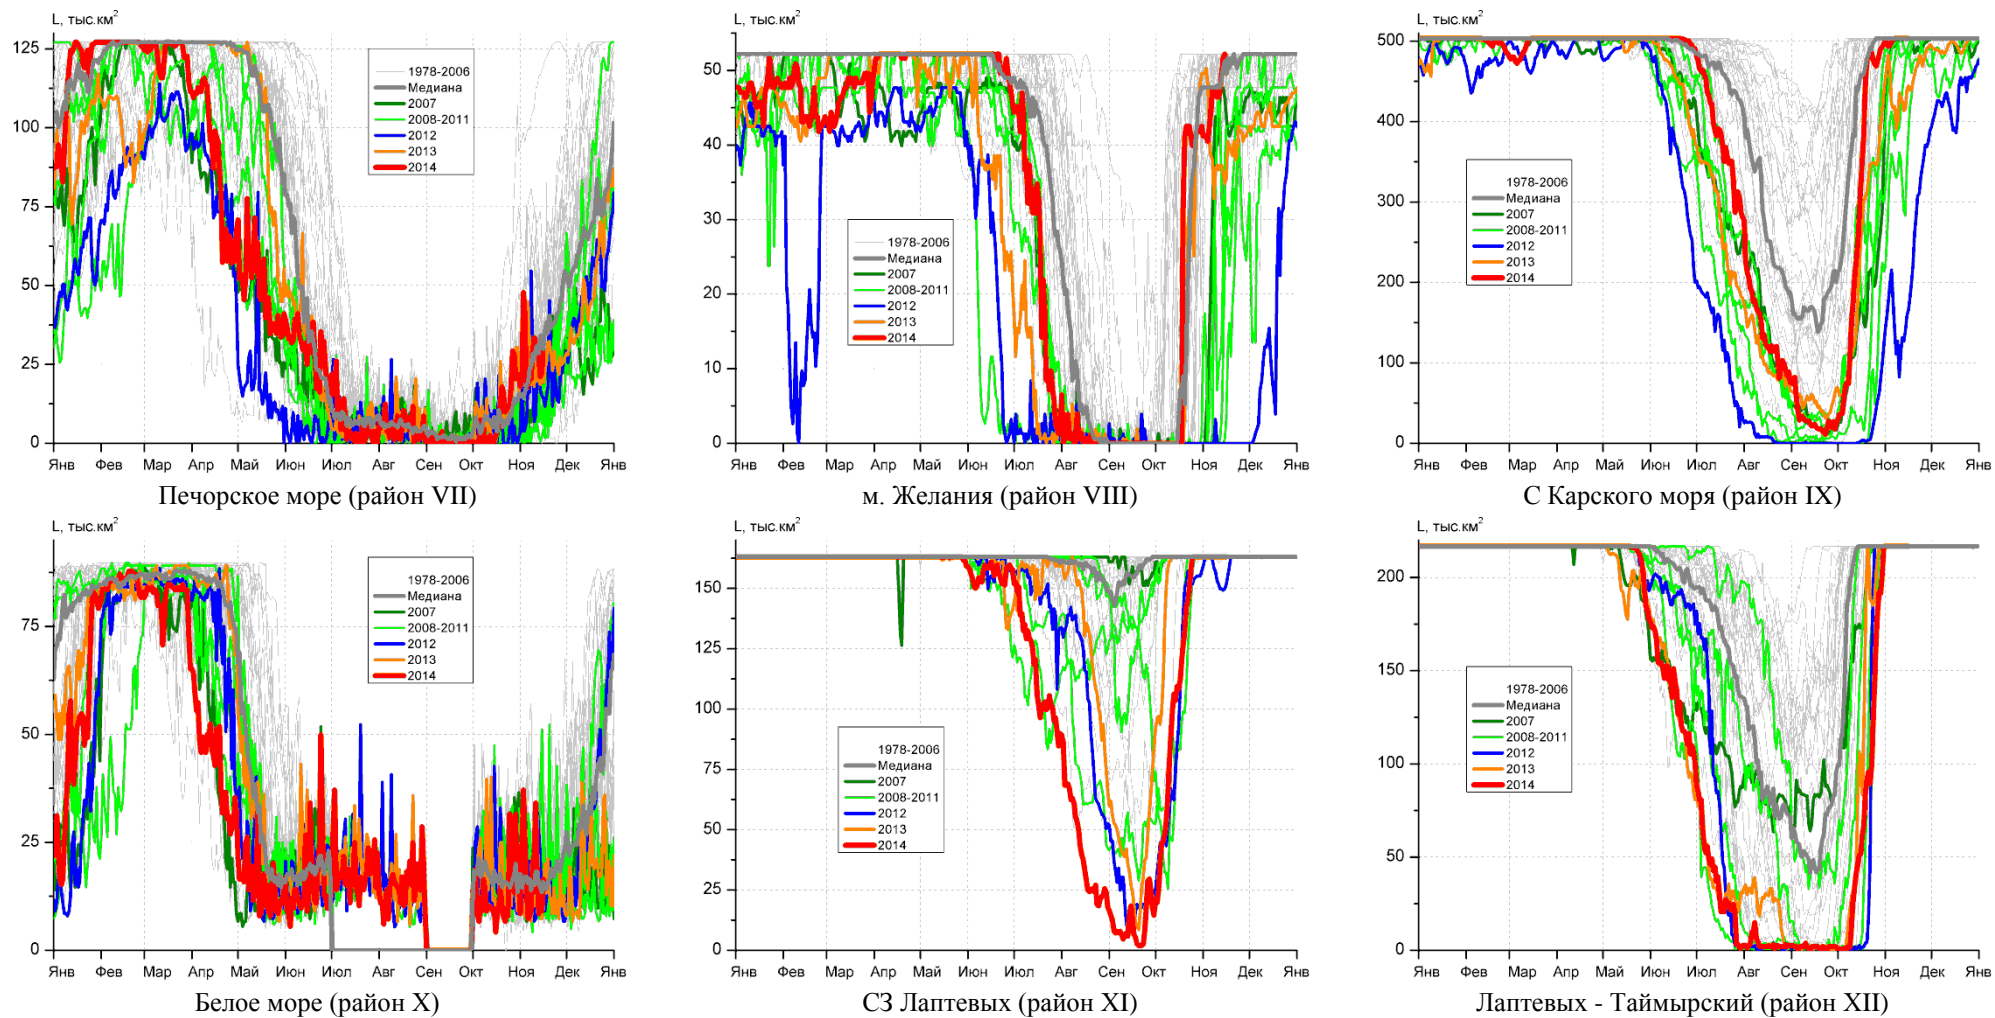 L, тыс.км²
125
100
75
50
25
0
1978-2006
Медиана
2007
2008-2011
2012
2013
2014
Янв Фев Мар Апр Май Июн Июл Авг Сен Окт Ноя Дек Янв
Печорское море (район VII)
L, тыс.км²
50
40
30
20
10
0
1978-2006
Медиана
2007
2008-2011
2012
2013
2014
Янв Фев Мар Апр Май Июн Июл Авг Сен Окт Ноя Дек Янв
м. Желания (район VIII)
L, тыс.км²
500
400
300
200
100
0
1978-2006
Медиана
2007
2008-2011
2012
2013
2014
Янв Фев Мар Апр Май Июн Июл Авг Сен Окт Ноя Дек Янв
С Карского моря (район IX)
L, тыс.км²
75
50
25
0
1978-2006
Медиана
2007
2008-2011
2012
2013
2014
Янв Фев Мар Апр Май Июн Июл Авг Сен Окт Ноя Дек Янв
Белое море (район X)
L, тыс.км²
150
125
100
75
50
25
0
1978-2006
Медиана
2007
2008-2011
2012
2013
2014
Янв Фев Мар Апр Май Июн Июл Авг Сен Окт Ноя Дек Янв
СЗ Лаптевых (район XI)
L, тыс.км²
200
150
100
50
0
1978-2006
Медиана
2007
2008-2011
2012
2013
2014
Янв Фев Мар Апр Май Июн Июл Авг Сен Окт Ноя Дек Янв
Лаптевых - Таймырский (район XII)